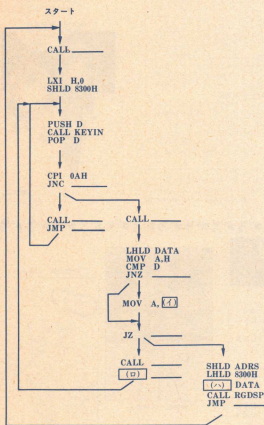 スタート
CALL
LXI H,0
SHLD 8300H
PUSH D
CALL KEYIN
POP D
CPI 0AH
JNC
CALL
JMP
CALL
LHLD DATA
MOV A,H
CMP D
JNZ
MOV A, (イ)
JZ
CALL
(ロ)
SHLD ADRS
LHLD 8300H
(ハ) DATA
CALL RGDSP
JMP